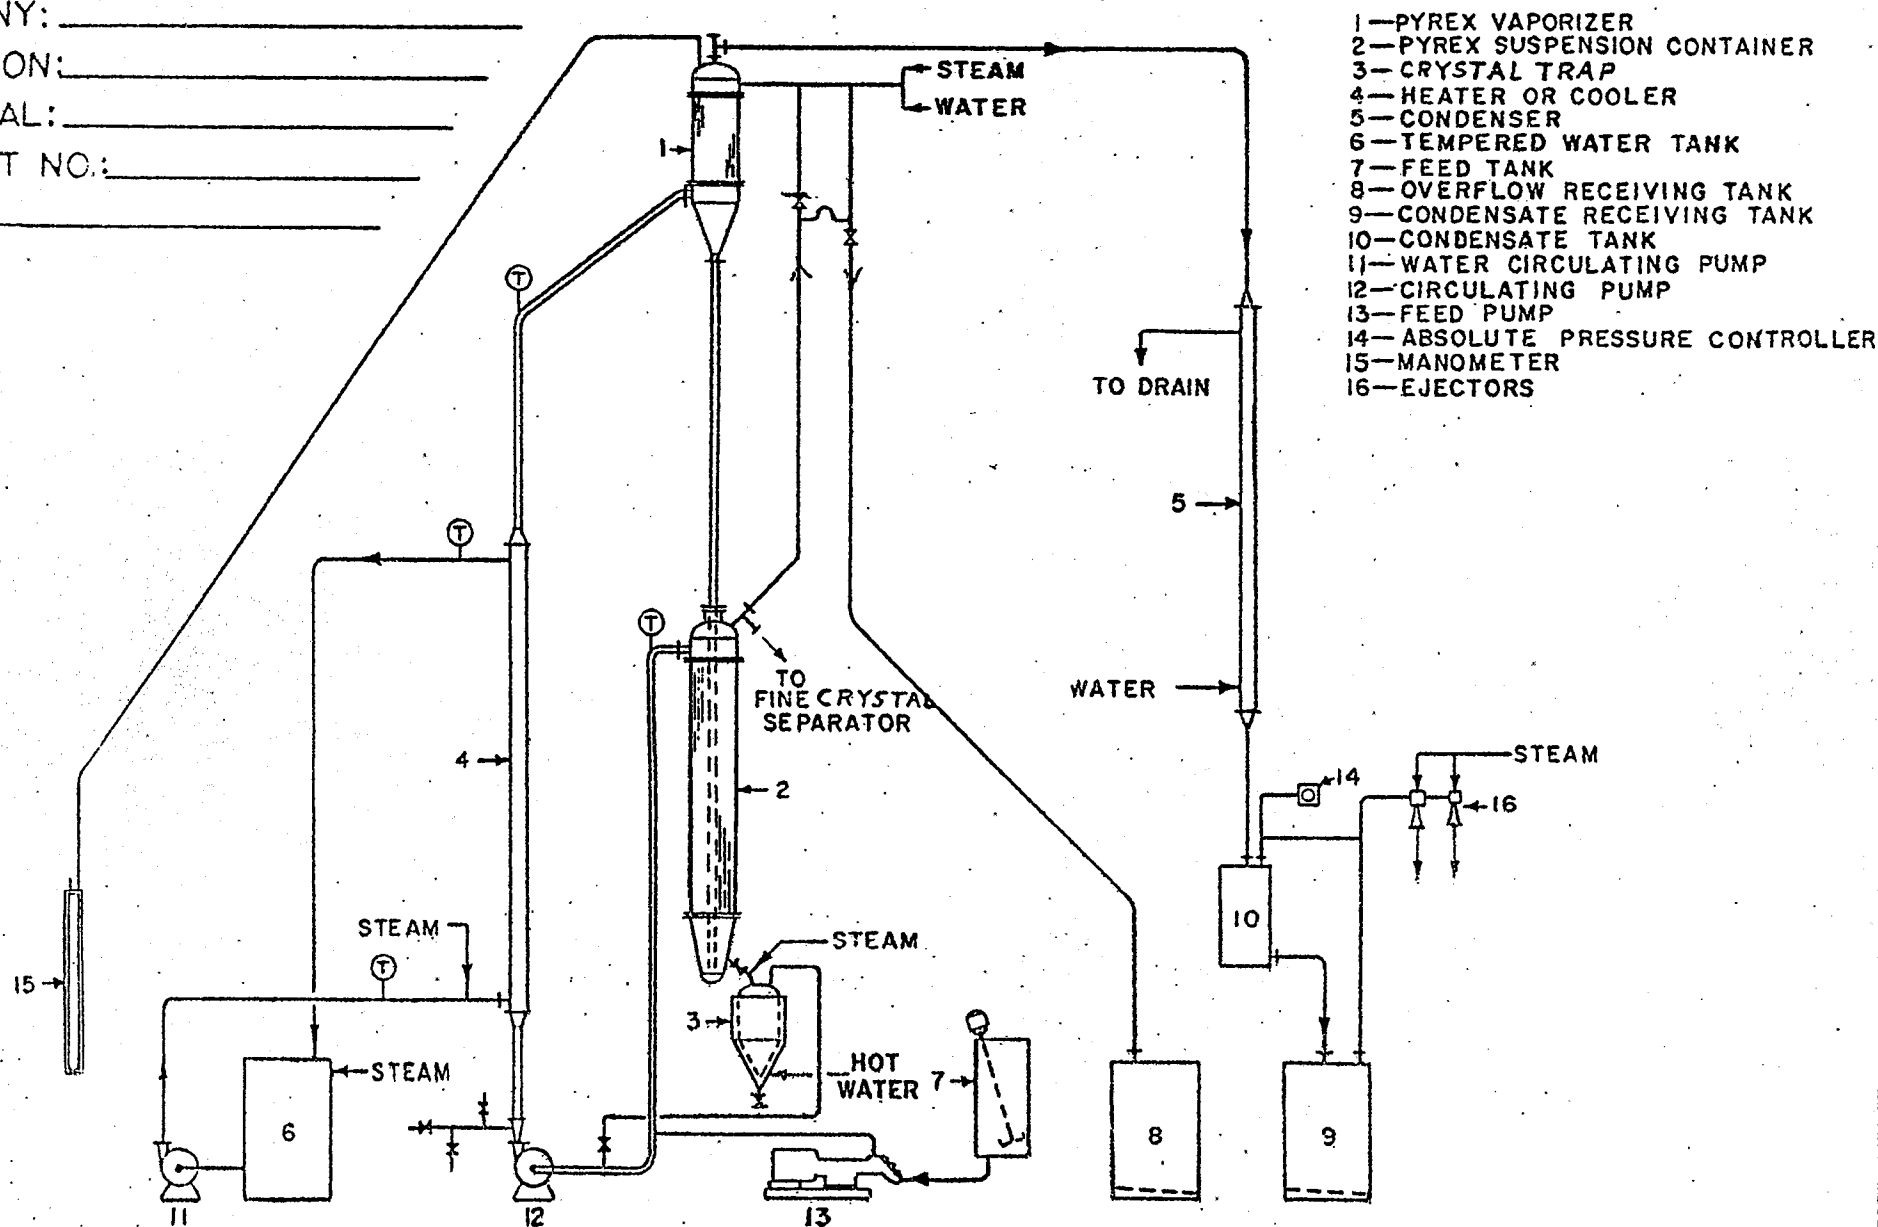 NY:
ON:
AL:
T NO.:
1—PYREX VAPORIZER
2—PYREX SUSPENSION CONTAINER
3—CRYSTAL TRAP
4—HEATER OR COOLER
5—CONDENSER
6—TEMPERED WATER TANK
7—FEED TANK
8—OVERFLOW RECEIVING TANK
9—CONDENSATE RECEIVING TANK
10—CONDENSATE TANK
11—WATER CIRCULATING PUMP
12—CIRCULATING PUMP
13—FEED PUMP
14—ABSOLUTE PRESSURE CONTROLLER
15—MANOMETER
16—EJECTORS
STEAM
WATER
1
T
TO DRAIN
5
T
T
TO
FINE CRYSTAL
SEPARATOR
WATER
4
2
STEAM
14
16
10
STEAM
STEAM
T
15
3
HOT
WATER
7
STEAM
6
8
9
11
12
13